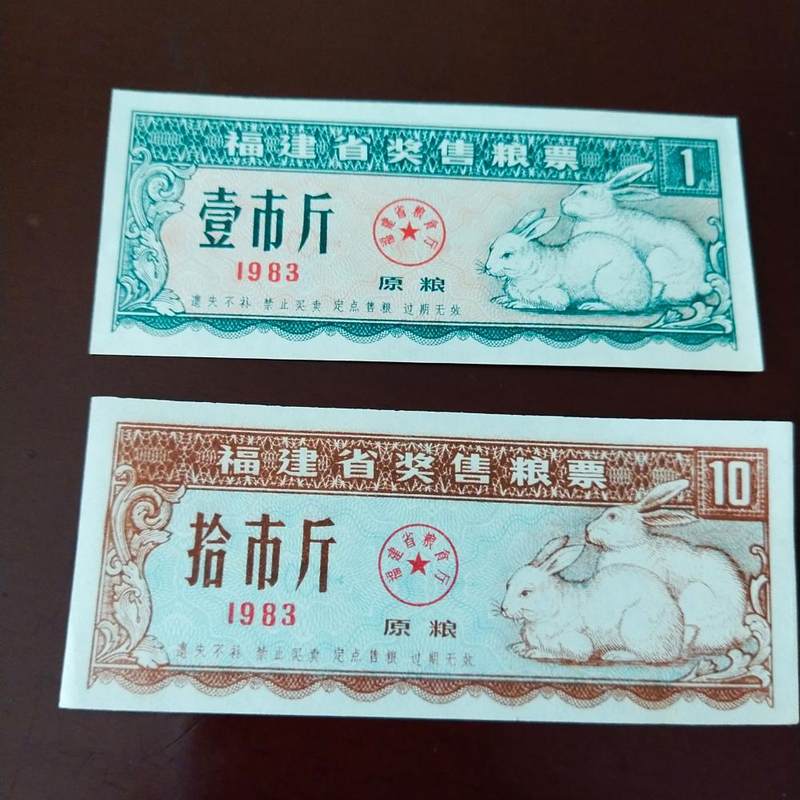 福建省奖售粮票
1
壹市斤
福建省粮食厅
1983
原粮
遗失不补 禁止买卖 定点售粮 过期无效
福建省奖售粮票
10
拾市斤
福建省粮食厅
1983
原粮
遗失不补 禁止买卖 定点售粮 过期无效